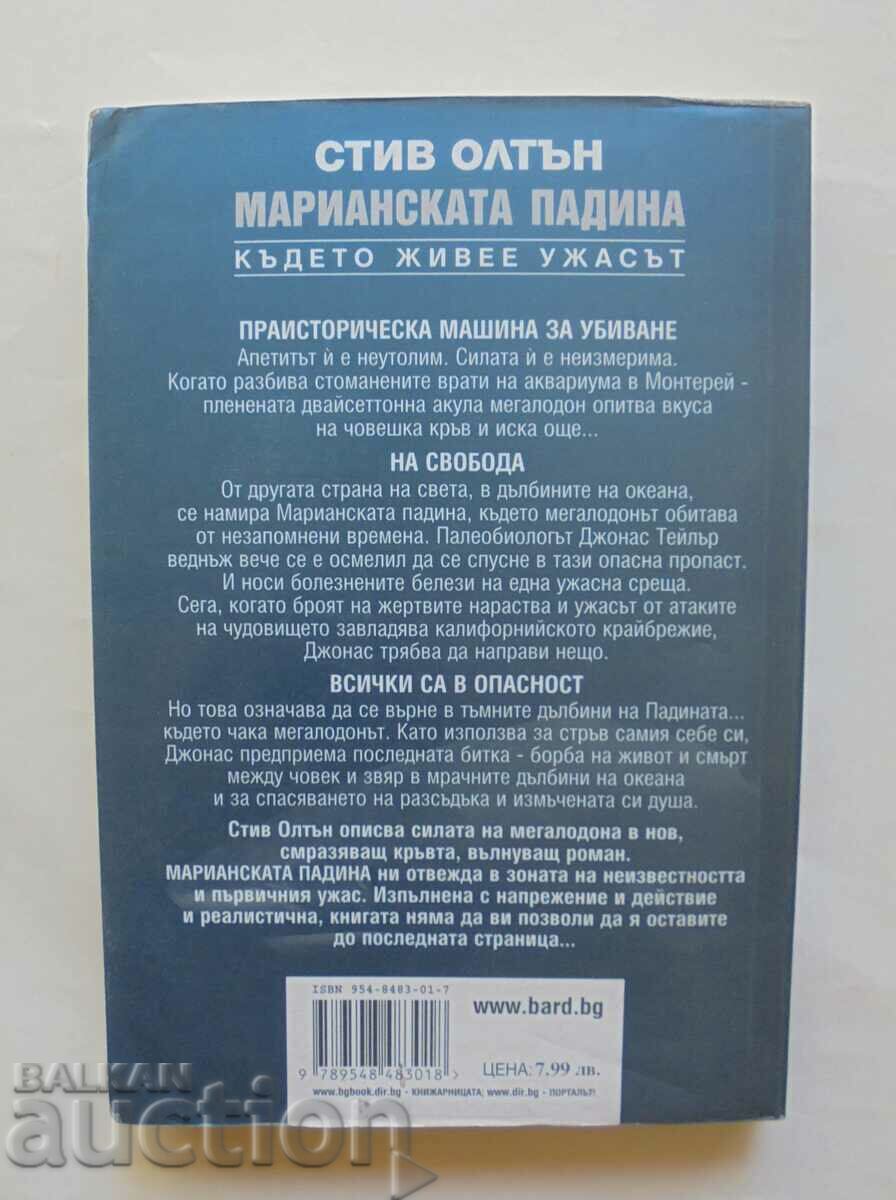 СТИВ ОЛТЪН
МАРИАНСКАТА ПАДИНА
КЪДЕТО ЖИВЕЕ УЖАСЪТ
ПРАИСТОРИЧЕСКА МАШИНА ЗА УБИВАНЕ
Апетитът ѝ е неутолим. Силата ѝ е неизмерима.
Когато разбива стоманените врати на аквариума в Монтерей -
пленената двайсеттонна акула мегалодон опитва вкуса
на човешка кръв и иска още...
НА СВОБОДА
От другата страна на света, в дълбините на океана,
се намира Марианската падина, където мегалодонът обитава
от незапомнени времена. Палеобиологът Джонас Тейлър
веднъж вече се е осмелил да се спусне в тази опасна пропаст.
И носи болезнените белези на една ужасна среща.
Сега, когато броят на жертвите нараства и ужасът от атаките
на чудовището завладява калифорнийското крайбрежие,
Джонас трябва да направи нещо.
ВСИЧКИ СА В ОПАСНОСТ
Но това означава да се върне в тъмните дълбини на Падината...
където чака мегалодонът. Като използва за стръв самия себе си,
Джонас предприема последната битка - борба на живот и смърт
между човек и звяр в мрачните дълбини на океана
и за спасяването на разсъдъка и измъчената си душа.
Стив Олтън описва силата на мегалодона в нов,
смразяващ кръвта, вълнуващ роман.
МАРИАНСКАТА ПАДИНА ни отвежда в зоната на неизвестността
и първичния ужас. Изпълнена с напрежение и действие
и реалистична, книгата няма да ви позволи да я оставите
до последната страница...
ISBN 954-8483-01-7
www.bard.bg
ЦЕНА: 7.99 лв.
9 789548 483018 >
www.bgbook.dir.bg - КНИЖАРНИЦАТА; www.dir.bg - ПОРТАЛЪТ!
BALKAN
auction